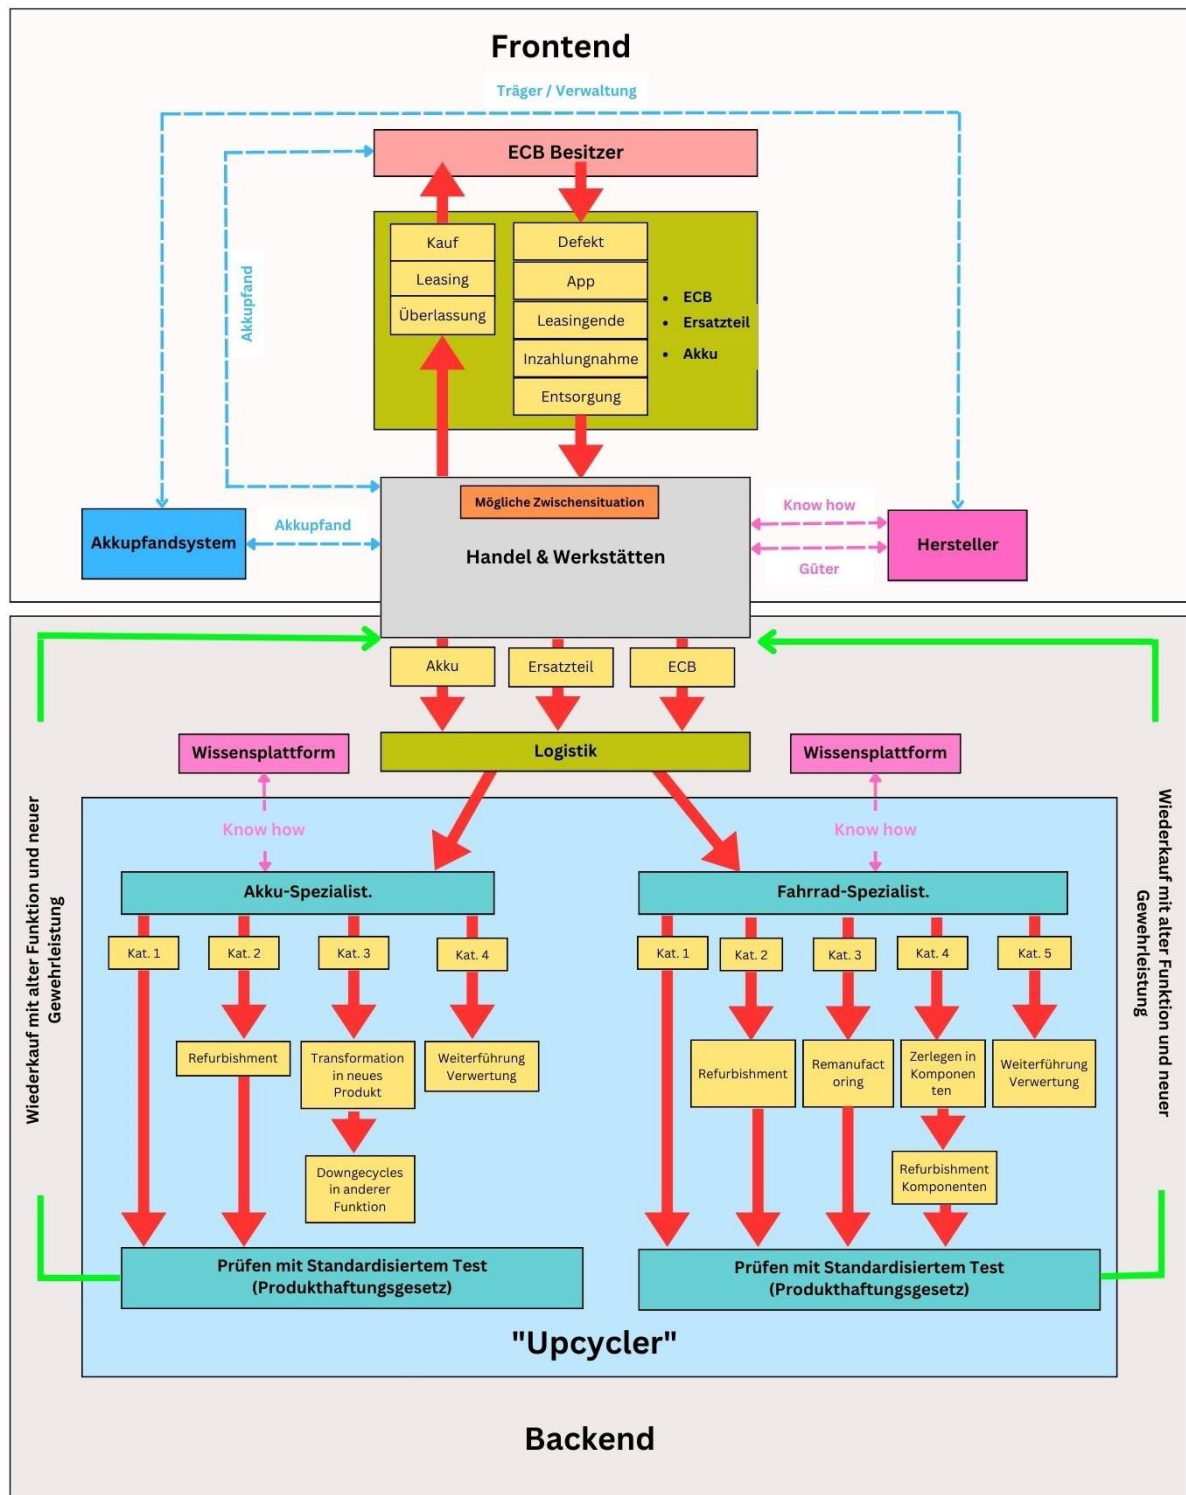 Frontend
Träger / Verwaltung
ECB Besitzer
Kauf
Leasing
Überlassung
Defekt
App
Leasingende
Inzahlungnahme
Entsorgung
• ECB
• Ersatzteil
• Akku
Akkupfand
Mögliche Zwischensituation
Handel & Werkstätten
Akkupfandsystem
Akkupfand
Know how
Güter
Hersteller
Akku
Ersatzteil
ECB
Logistik
Wissensplattform
Wissensplattform
Know how
Know how
Wiederkauf mit alter Funktion und neuer
Gewehrleistung
Wiederkauf mit alter Funktion und neuer
Gewehrleistung
Akku-Spezialist.
Kat. 1
Kat. 2
Kat. 3
Kat. 4
Refurbishment
Transformation
in neues
Produkt
Weiterführung
Verwertung
Downgecycles
in anderer
Funktion
Prüfen mit Standardisiertem Test
(Produkthaftungsgesetz)
Fahrrad-Spezialist.
Kat. 1
Kat. 2
Kat. 3
Kat. 4
Kat. 5
Refurbishment
Remanufact
oring
Zerlegen in
Kompone
nten
Weiterführung
Verwertung
Refurbishment
Komponenten
Prüfen mit Standardisiertem Test
(Produkthaftungsgesetz)
"Upcycler"
Backend